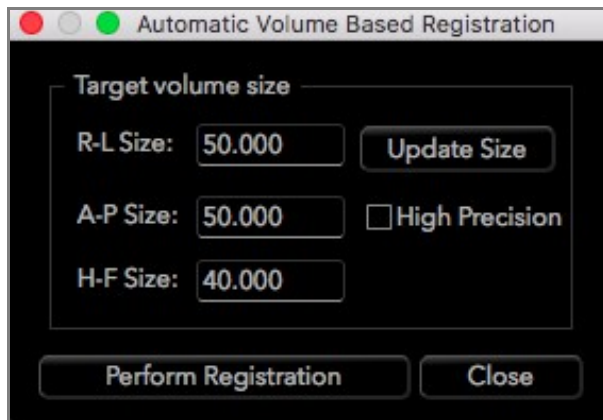 Automatic Volume Based Registration
Target volume size
R-L Size: 50.000 Update Size
A-P Size: 50.000 High Precision
H-F Size: 40.000
Perform Registration Close